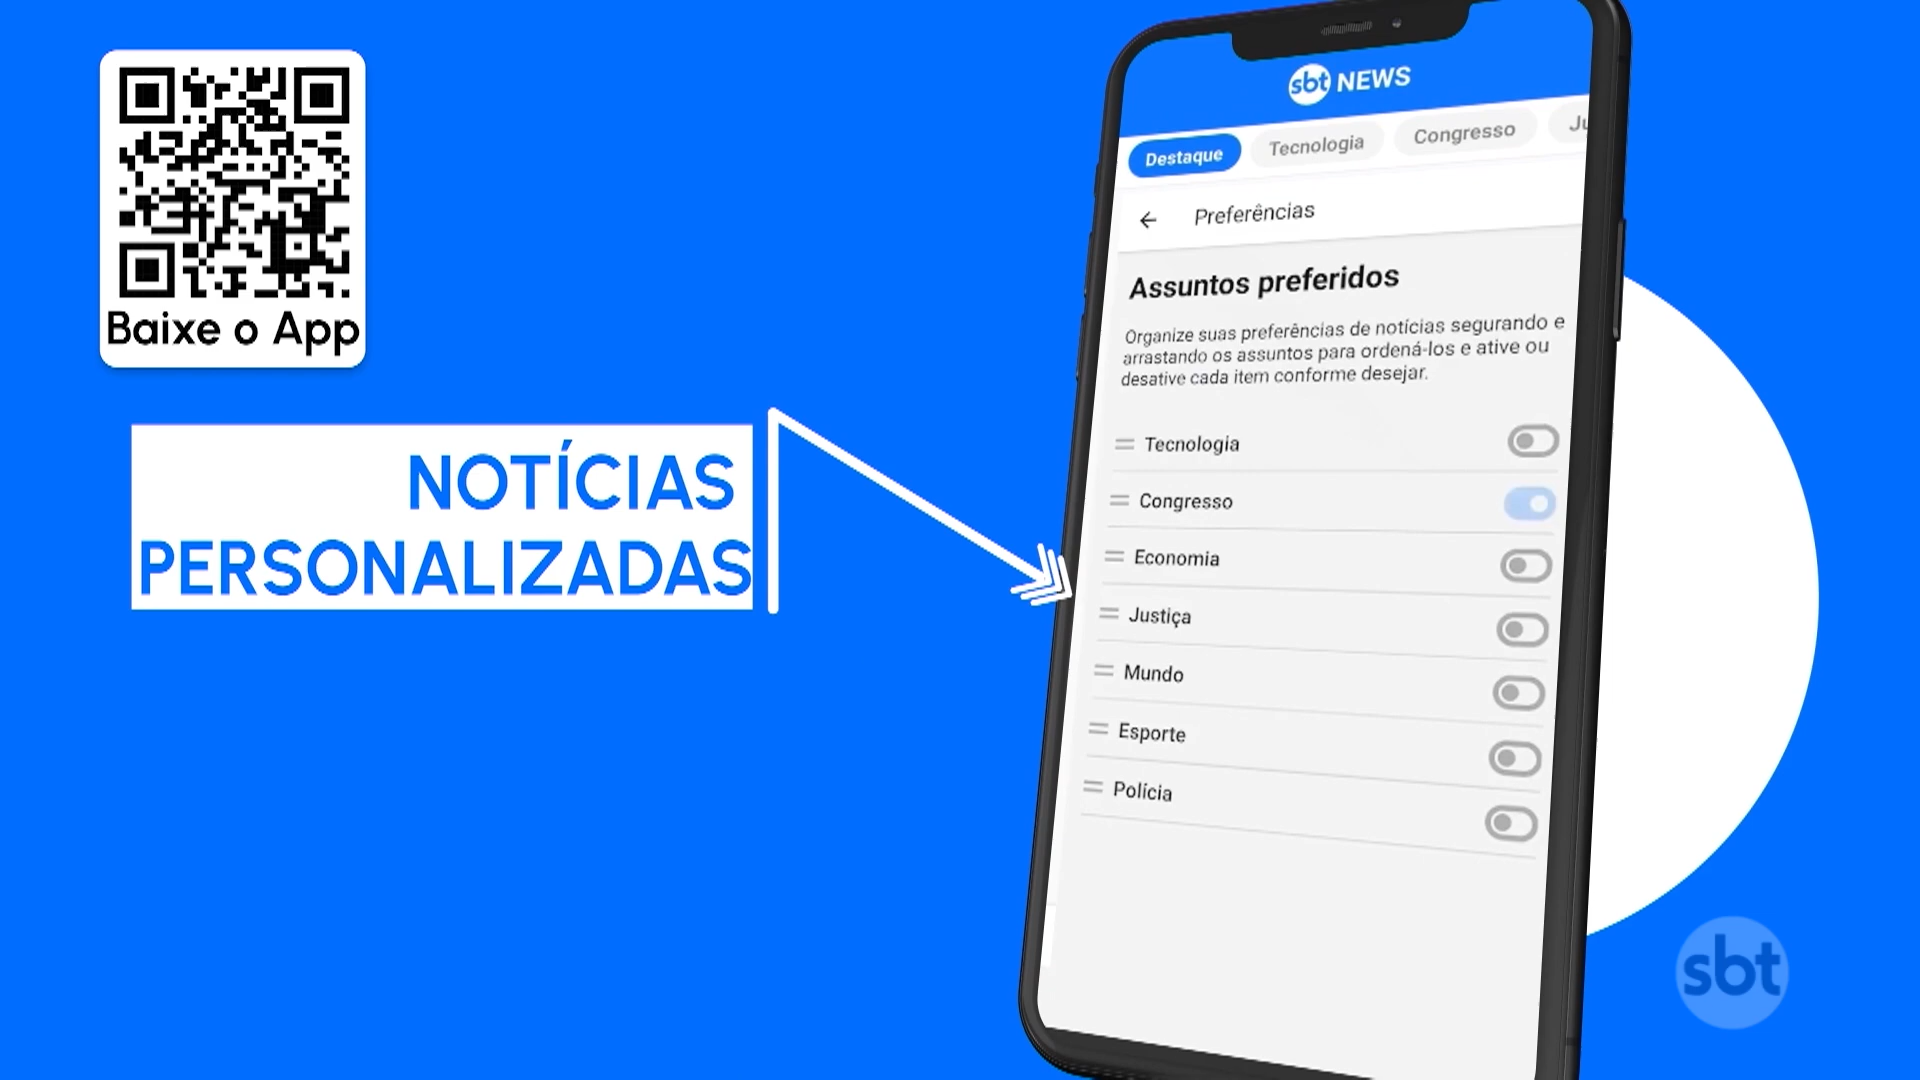 Baixe o App
NOTÍCIAS
PERSONALIZADAS
sbt NEWS
Destaque
Tecnologia
Congresso
Ju
Preferências
Assuntos preferidos
Organize suas preferências de notícias segurando e
arrastando os assuntos para ordená-los e ative ou
desative cada item conforme desejar.
Tecnologia
Congresso
Economia
Justiça
Mundo
Esporte
Polícia
sbt